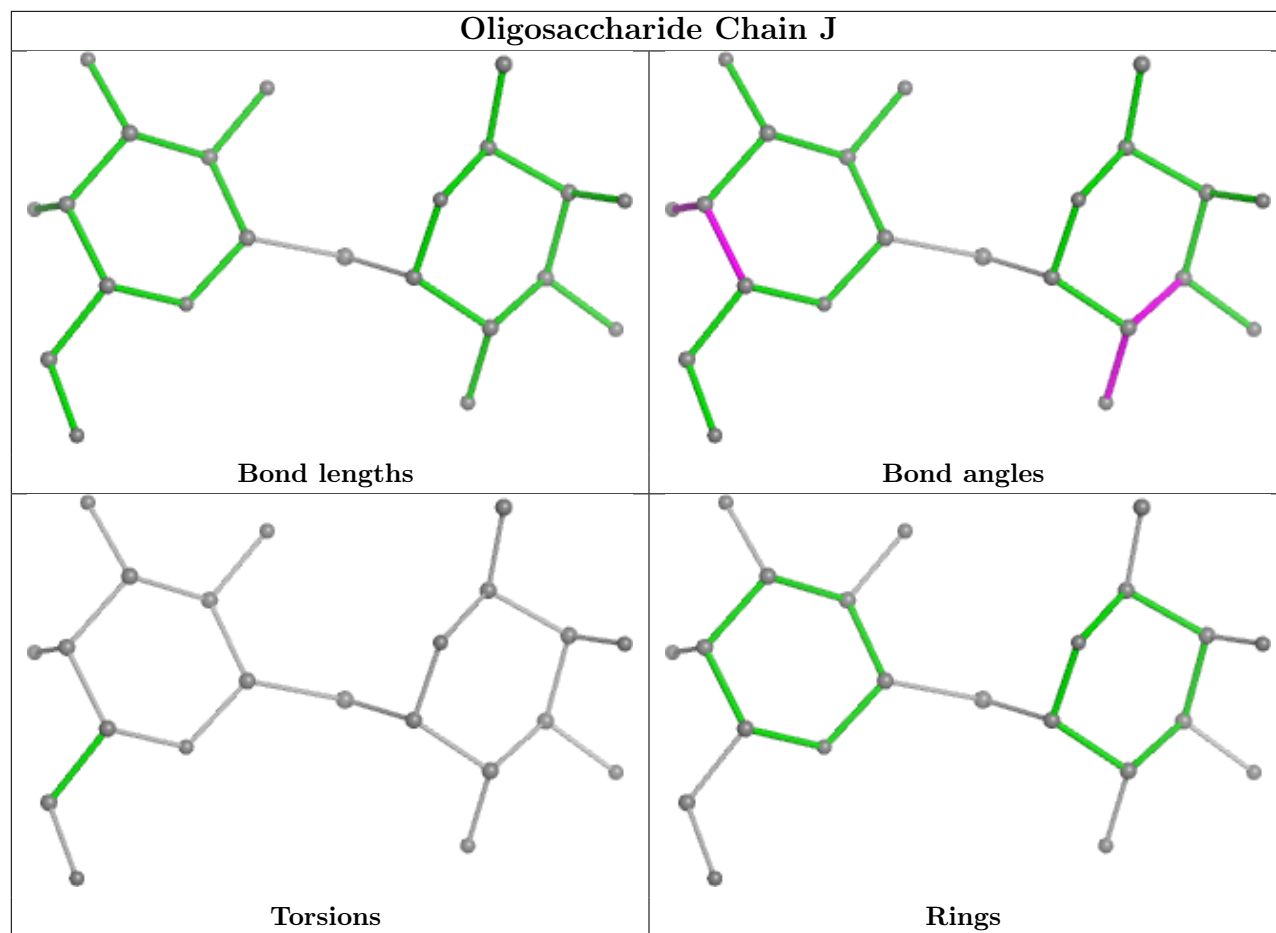 Oligosaccharide Chain J
Bond lengths
Bond angles
Torsions
Rings